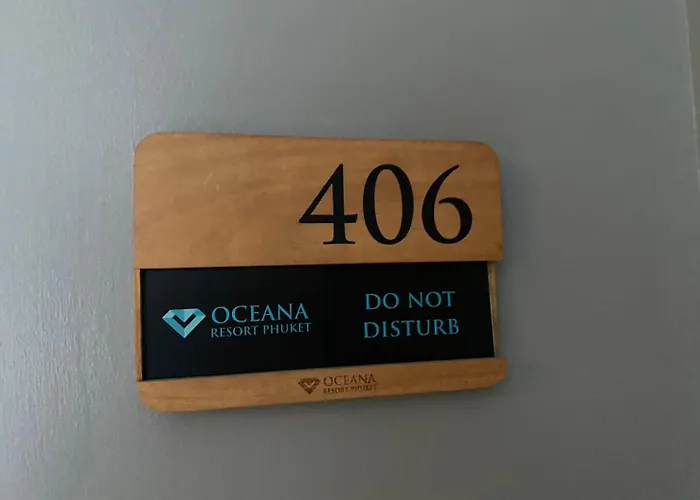 406
OCEANA
RESORT PHUKET
DO NOT
DISTURB
OCEANA
RESORT PHUKET